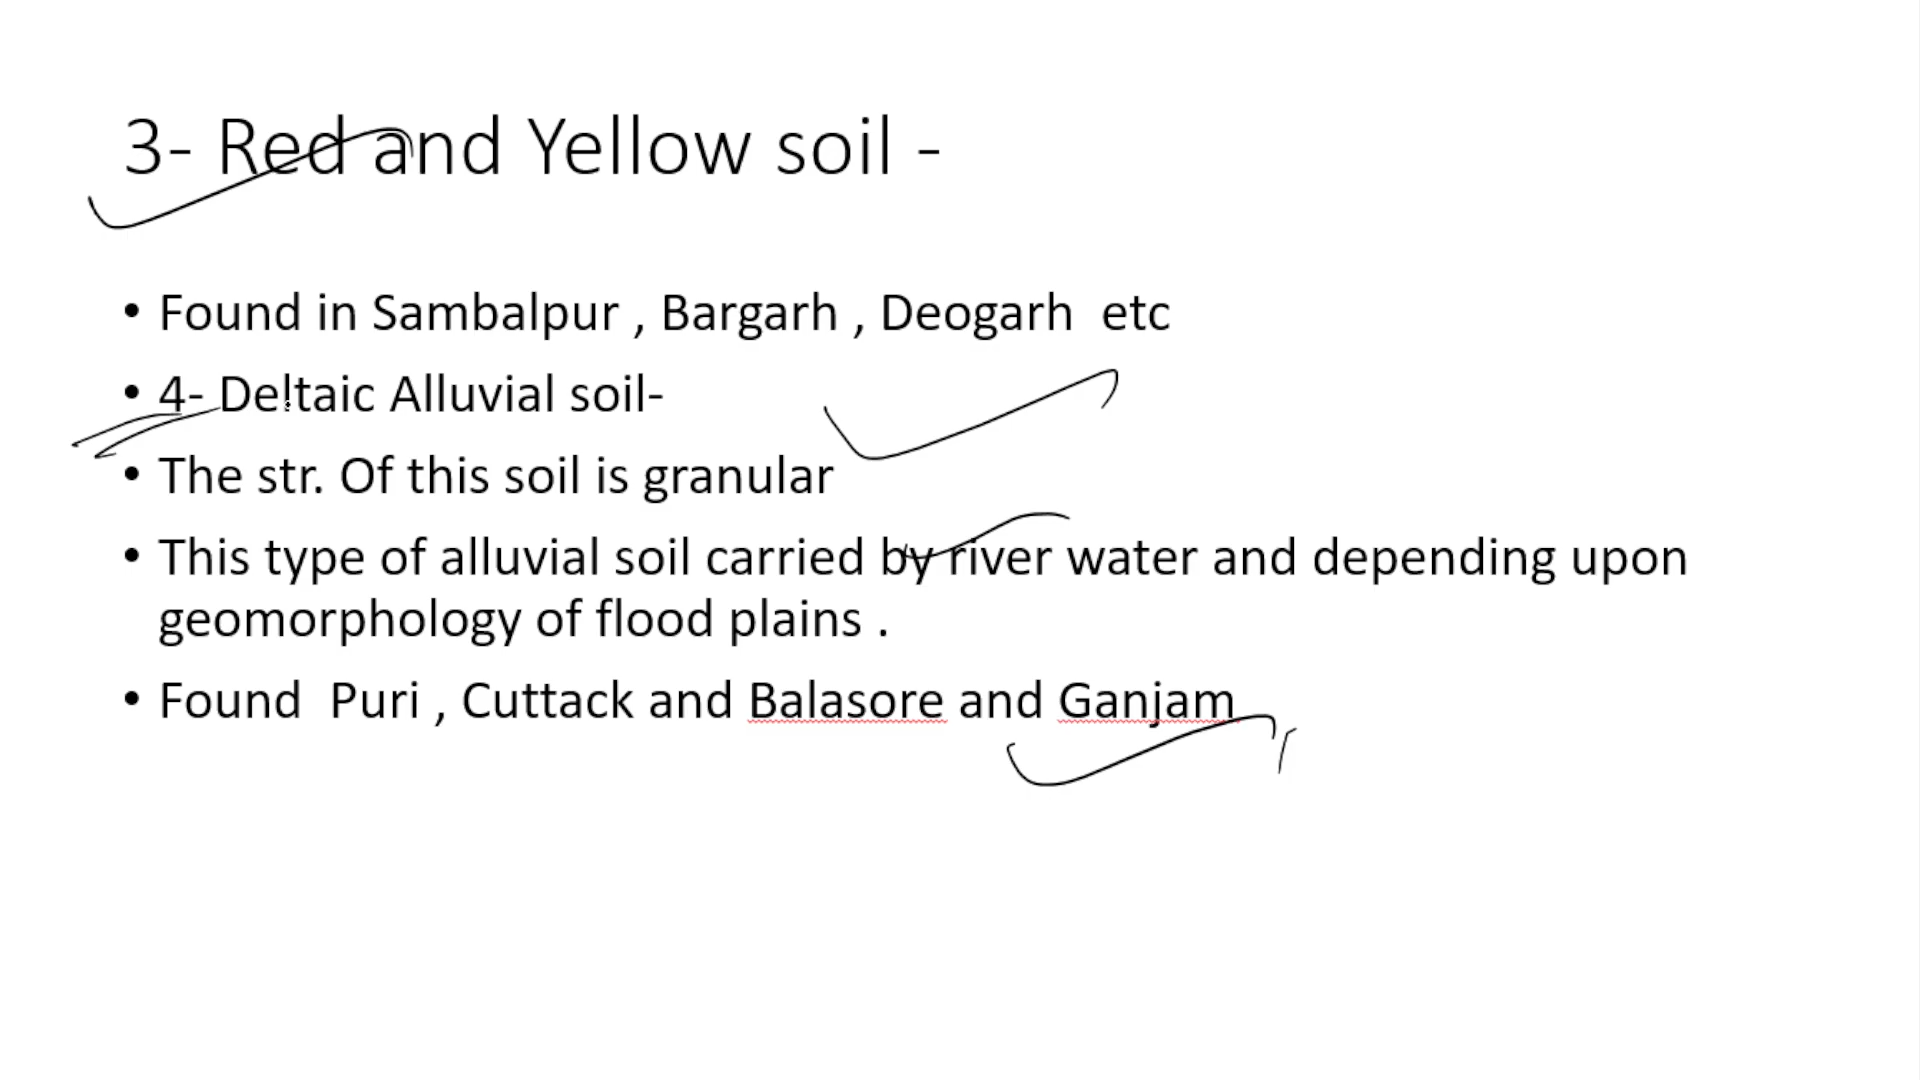 3- Red and Yellow soil -
• Found in Sambalpur , Bargarh , Deogarh  etc
• 4- Deltaic Alluvial soil-
• The str. Of this soil is granular
• This type of alluvial soil carried by river water and depending upon
geomorphology of flood plains .
• Found  Puri , Cuttack and Balasore and Ganjam